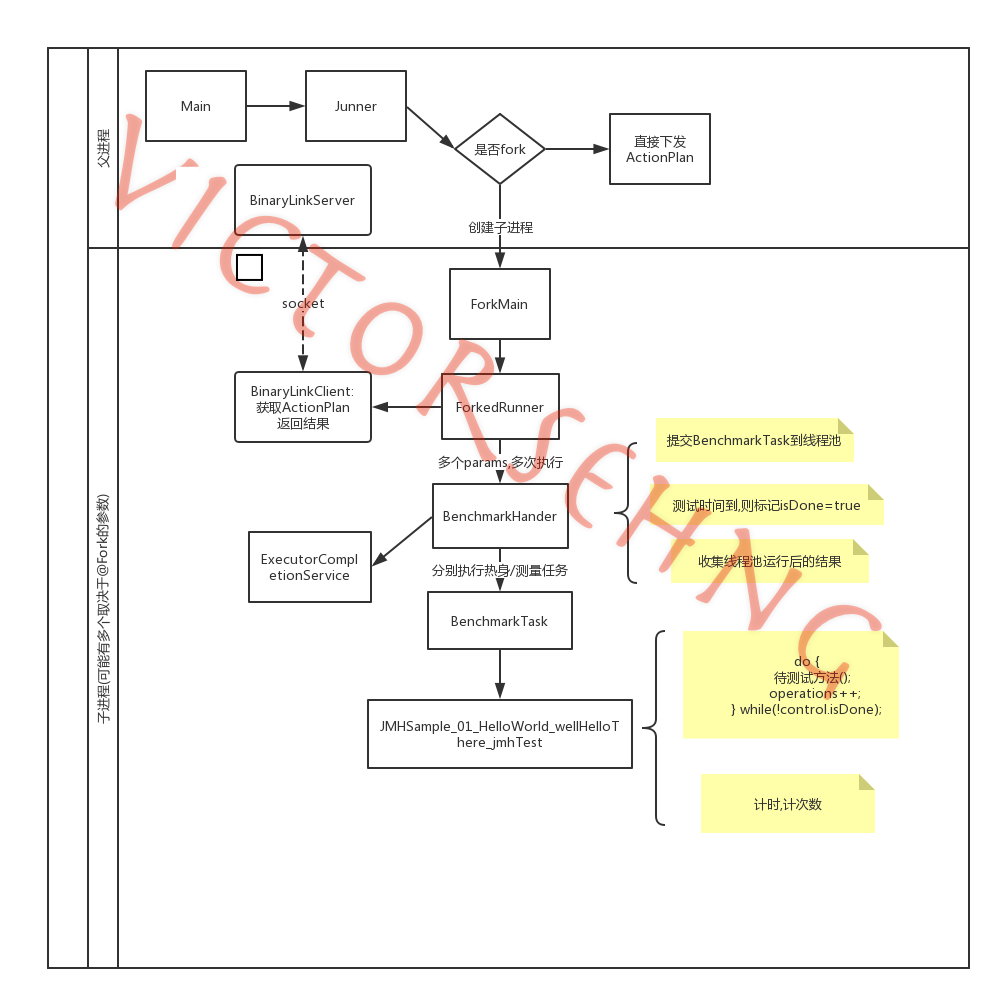 父进程
Main
Junner
是否fork
直接下发
ActionPlan
BinaryLinkServer
创建子进程
子进程(可能有多个取决于@Fork的参数)
socket
ForkMain
BinaryLinkClient:
获取ActionPlan
返回结果
ForkedRunner
多个params,多次执行
提交BenchmarkTask到线程池
BenchmarkHander
测试时间到,则标记isDone=true
收集线程池运行后的结果
ExecutorCompl
etionService
分别执行热身/测量任务
BenchmarkTask
JMHSample_01_HelloWorld_wellHelloT
here_jmhTest
do {
待测试方法();
operations++;
} while(!control.isDone);
计时,计次数
VICTORSEHNG